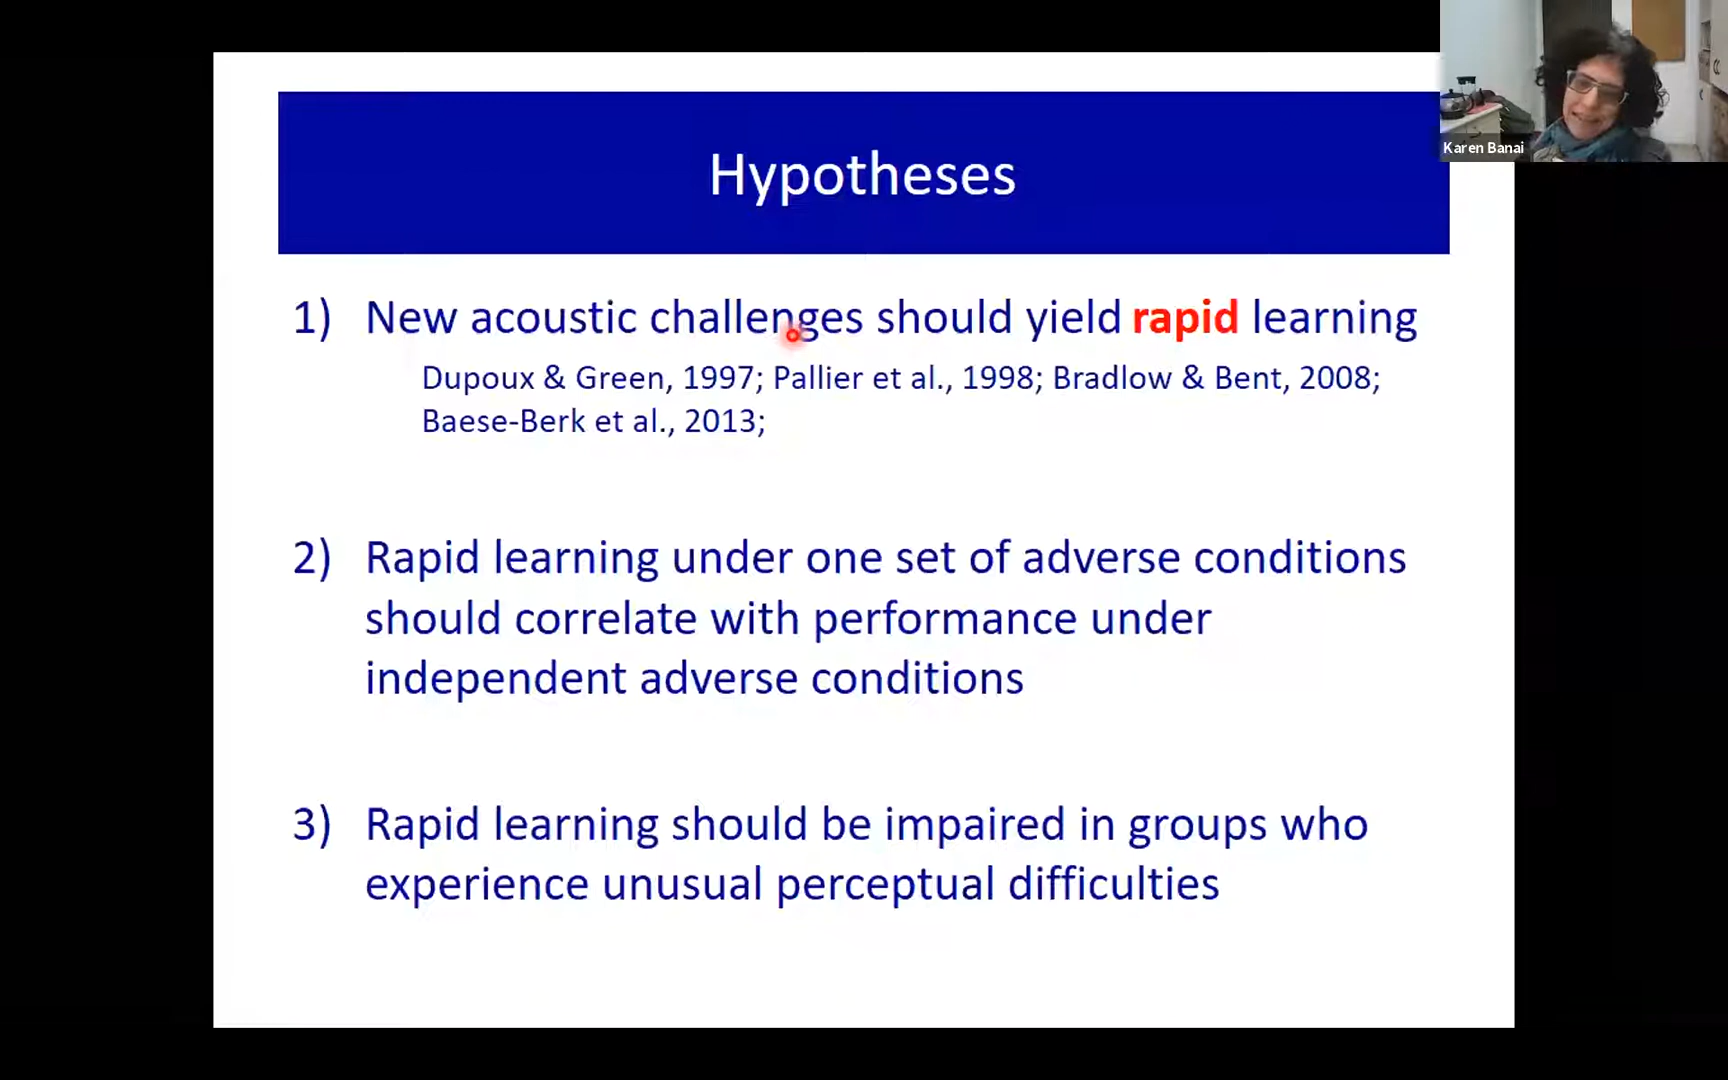 Hypotheses
Karen Banai
1) New acoustic challenges should yield rapid learning
Dupoux & Green, 1997; Pallier et al., 1998; Bradlow & Bent, 2008;
Baese-Berk et al., 2013;
2) Rapid learning under one set of adverse conditions
should correlate with performance under
independent adverse conditions
3) Rapid learning should be impaired in groups who
experience unusual perceptual difficulties